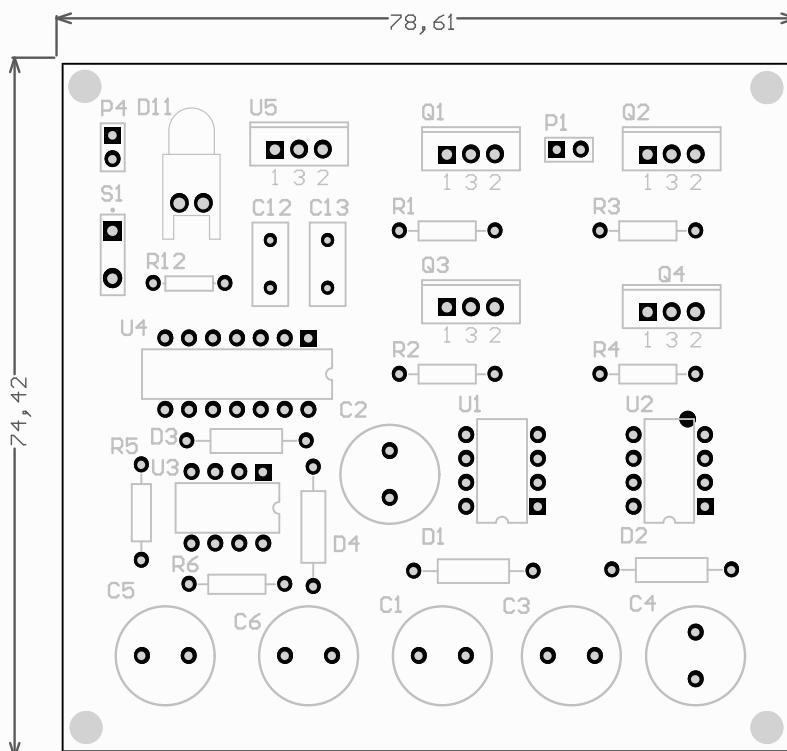 78,61
P4 D11 U5 Q1 P1 Q2
1 3 2
1 3 2
1 3 2
S1 C12 C13 R1 R3
R12 Q3 Q4
1 3 2
1 3 2
U4 R2 R4
74,42
C2 U1 U2
R5 D3
U3
D4 D1 D2
R6
C5 C6 C1 C3 C4